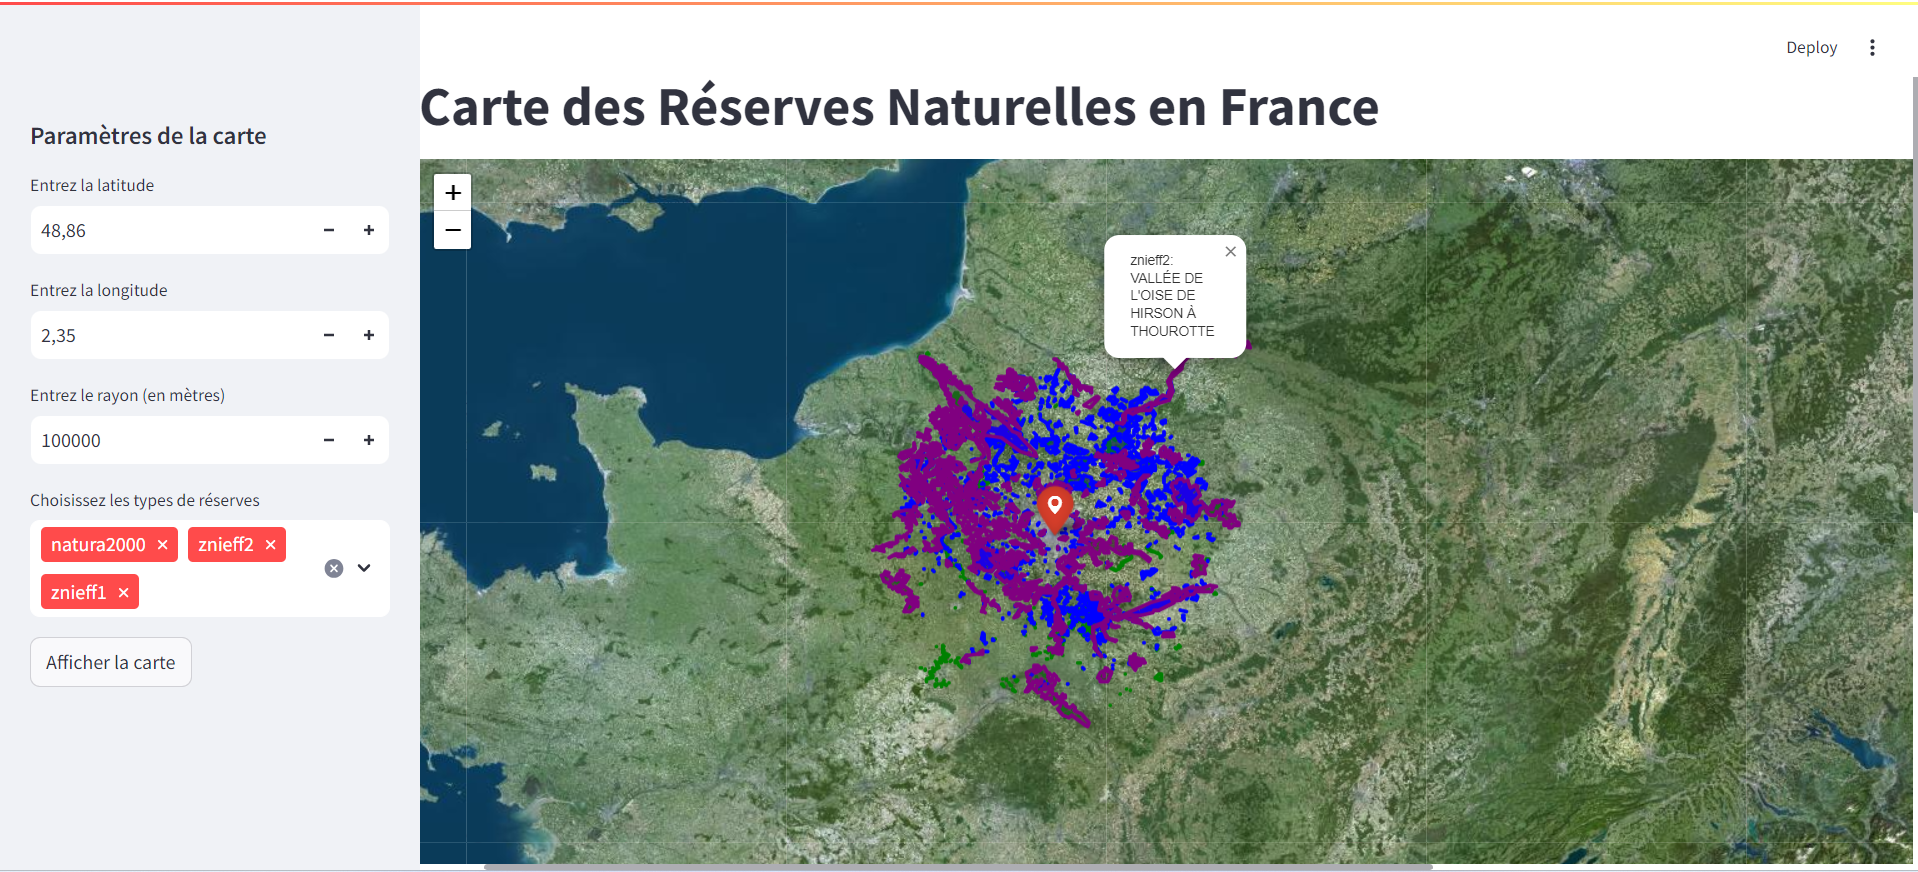 Deploy
Carte des Réserves Naturelles en France
Paramètres de la carte
Entrez la latitude
48,86
Entrez la longitude
2,35
Entrez le rayon (en mètres)
100000
Choisissez les types de réserves
natura2000
znieff2
znieff1
Afficher la carte
+
−
znieff2:
VALLÉE DE
L'OISE DE
HIRSON À
THOUROTTE